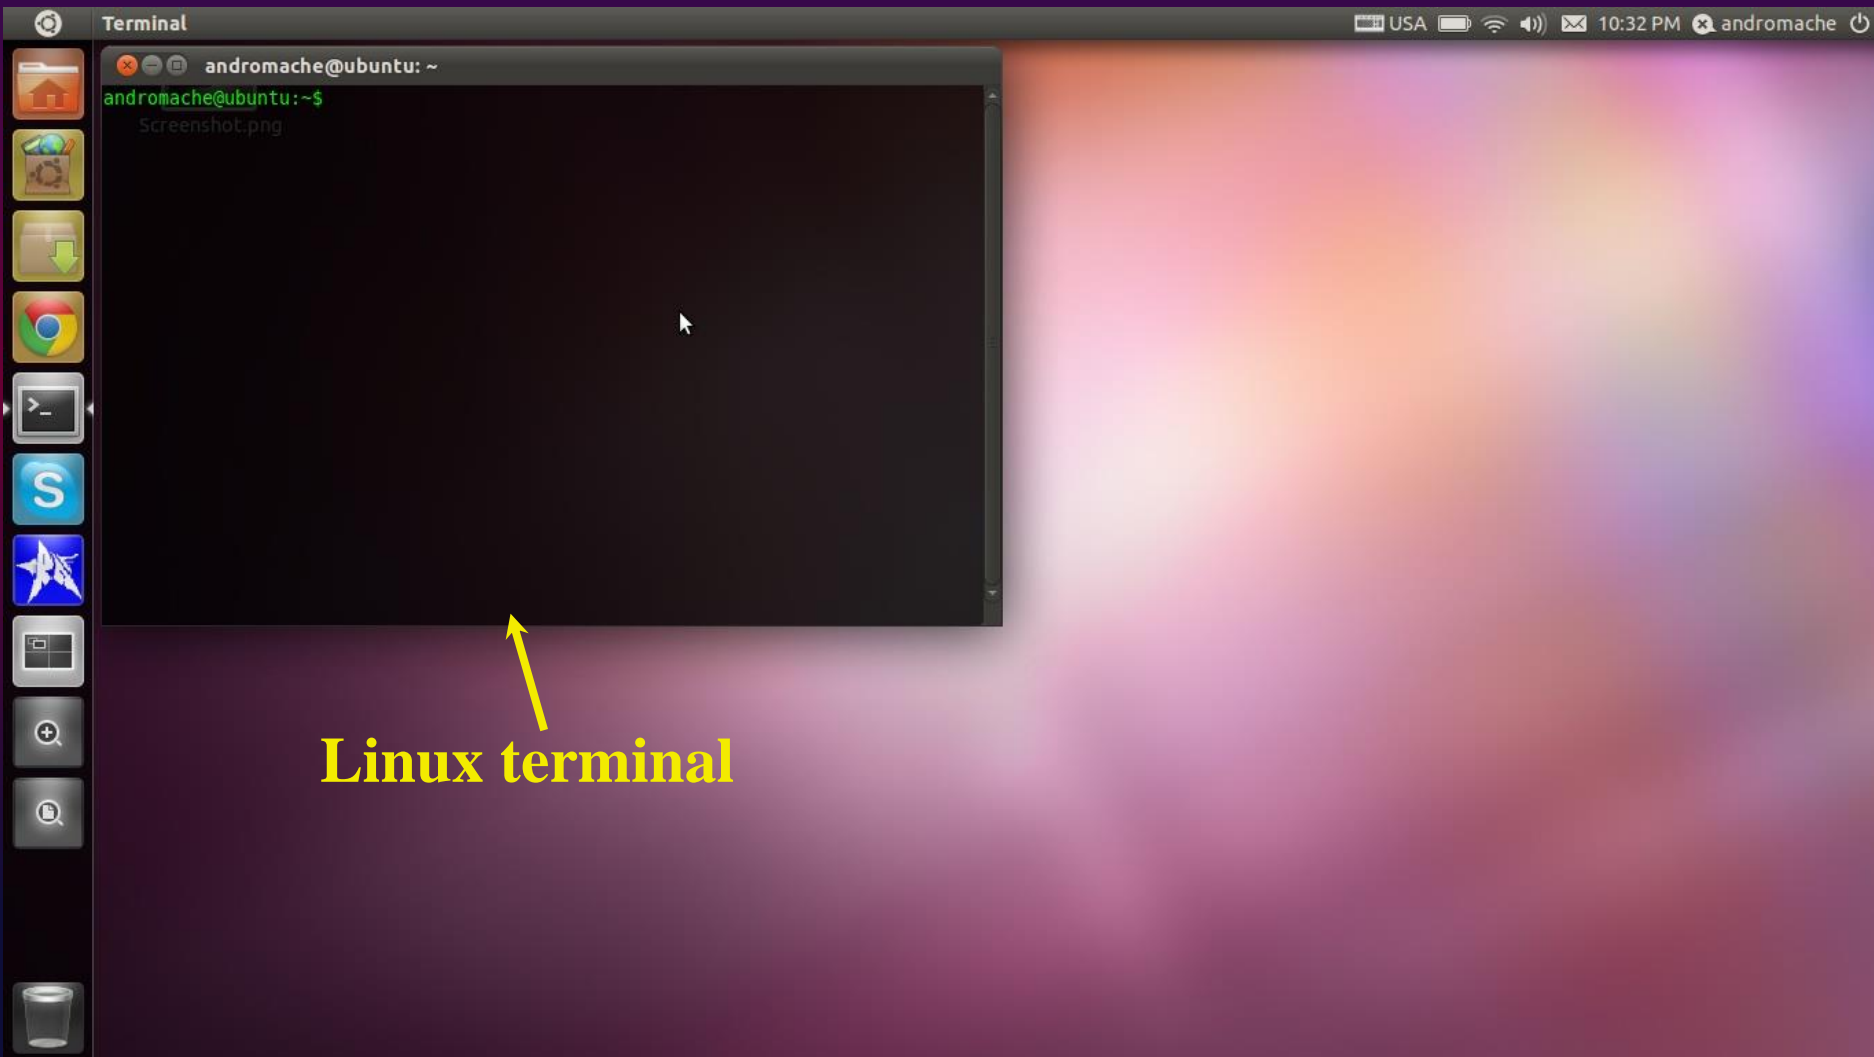 Terminal
USA 10:32 PM andromache
andromache@ubuntu: ~
andromache@ubuntu:~$
Screenshot.png
>_
S
Linux terminal